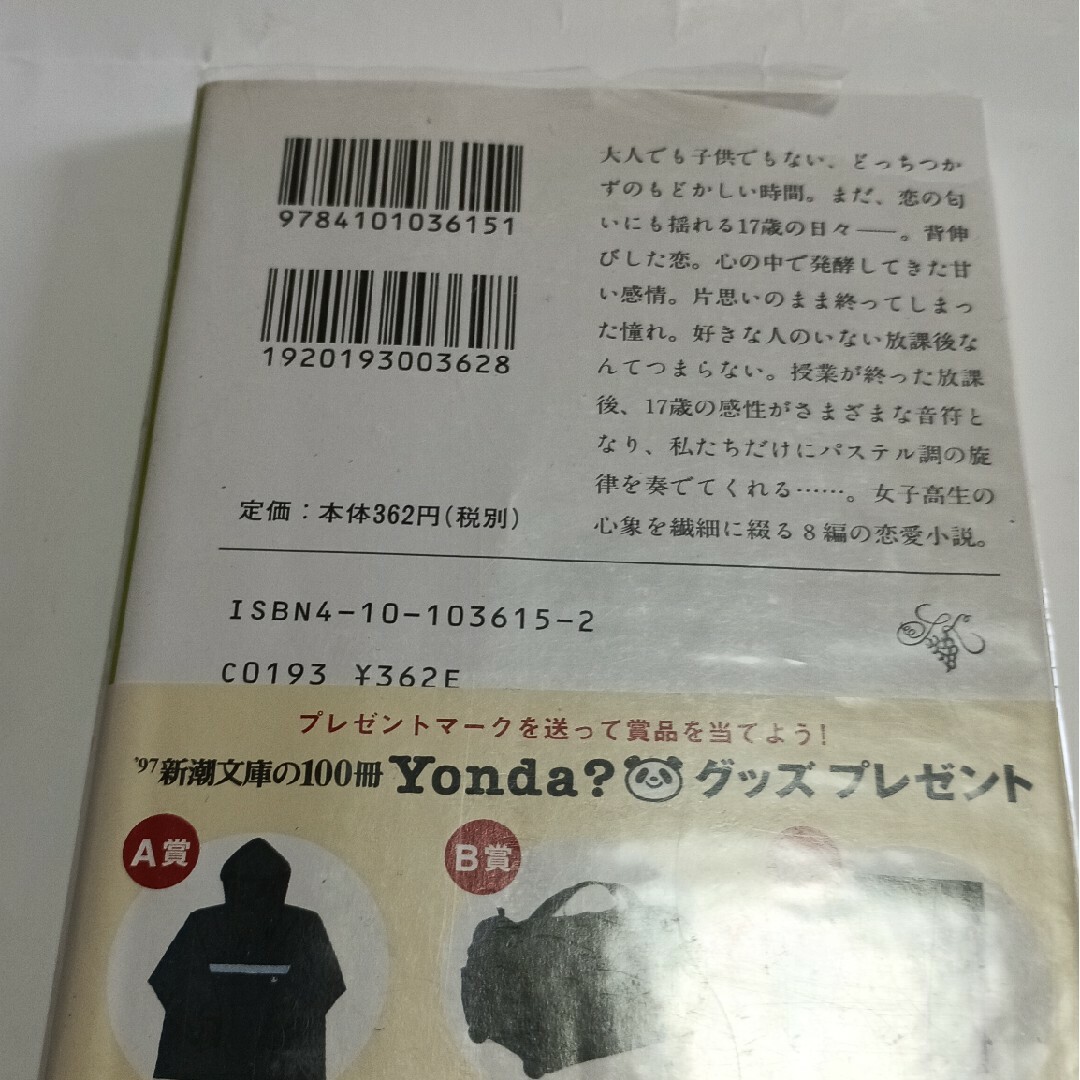 9784101036151
1920193003628
大人でも子供でもない、どっちつか
ずのもどかしい時間。まだ、恋の匂
いにも揺れる17歳の日々——。背伸
びした恋。心の中で発酵してきた甘
い感情。片思いのまま終ってしまっ
た憧れ。好きな人のいない放課後な
んてつまらない。授業が終った放課
後、17歳の感性がさまざまな音符と
なり、私たちだけにパステル調の旋
律を奏でてくれる……。女子高生の
心象を繊細に綴る8編の恋愛小説。
定価:本体362円(税別)
ISBN4-10-103615-2
C0193 ¥362E
プレゼントマークを送って賞品を当てよう!
'97新潮文庫の100冊 Yonda? グッズ プレゼント
A賞
B賞